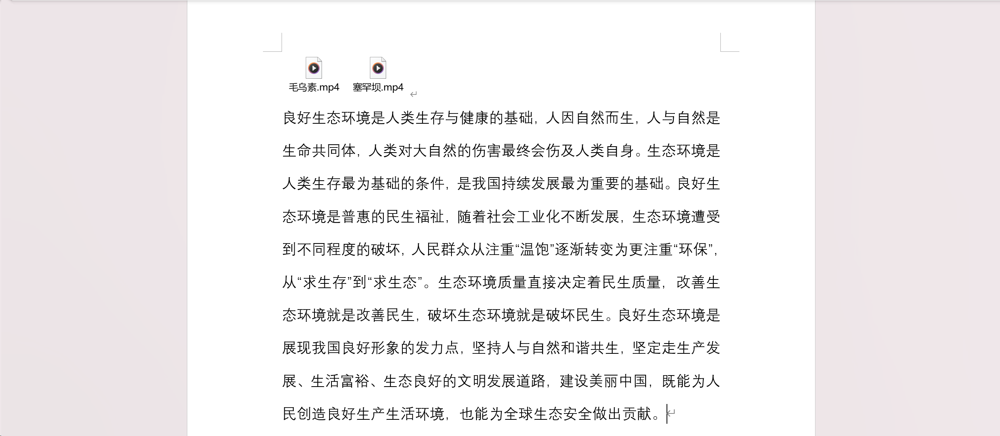 毛乌素.mp4 塞罕坝.mp4
良好生态环境是人类生存与健康的基础，人因自然而生，人与自然是
生命共同体，人类对大自然的伤害最终会伤及人类自身。生态环境是
人类生存最为基础的条件，是我国持续发展最为重要的基础。良好生
态环境是普惠的民生福祉，随着社会工业化不断发展，生态环境遭受
到不同程度的破坏，人民群众从注重“温饱”逐渐转变为更注重“环保”，
从“求生存”到“求生态”。生态环境质量直接决定着民生质量，改善生
态环境就是改善民生，破坏生态环境就是破坏民生。良好生态环境是
展现我国良好形象的发力点，坚持人与自然和谐共生，坚定走生产发
展、生活富裕、生态良好的文明发展道路，建设美丽中国，既能为人
民创造良好生产生活环境，也能为全球生态安全做出贡献。